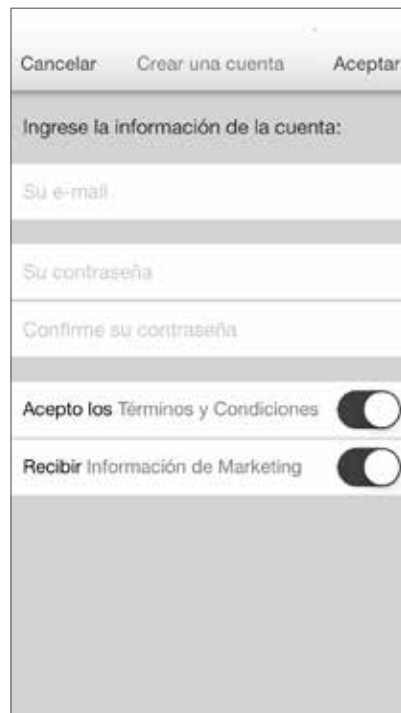 Cancelar Crear una cuenta Aceptar
Ingrese la información de la cuenta:
Su e-mail
Su contraseña
Confirme su contraseña
Acepto los Términos y Condiciones
Recibir Información de Marketing